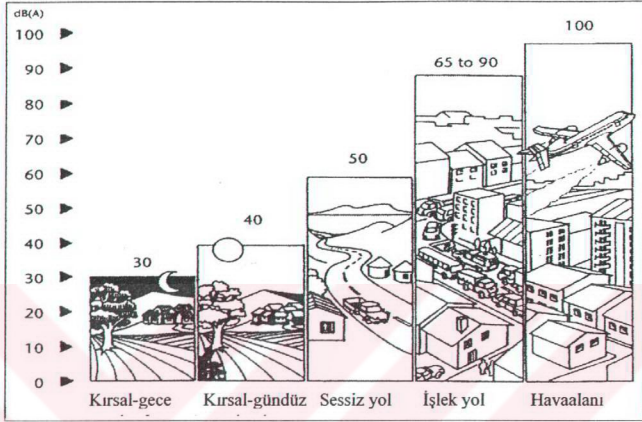 dB(A)
100
90
80
70
60
50
40
30
20
10
0
30
40
50
65 to 90
100
Kırsal-gece
Kırsal-gündüz
Sessiz yol
İşlek yol
Havaalanı